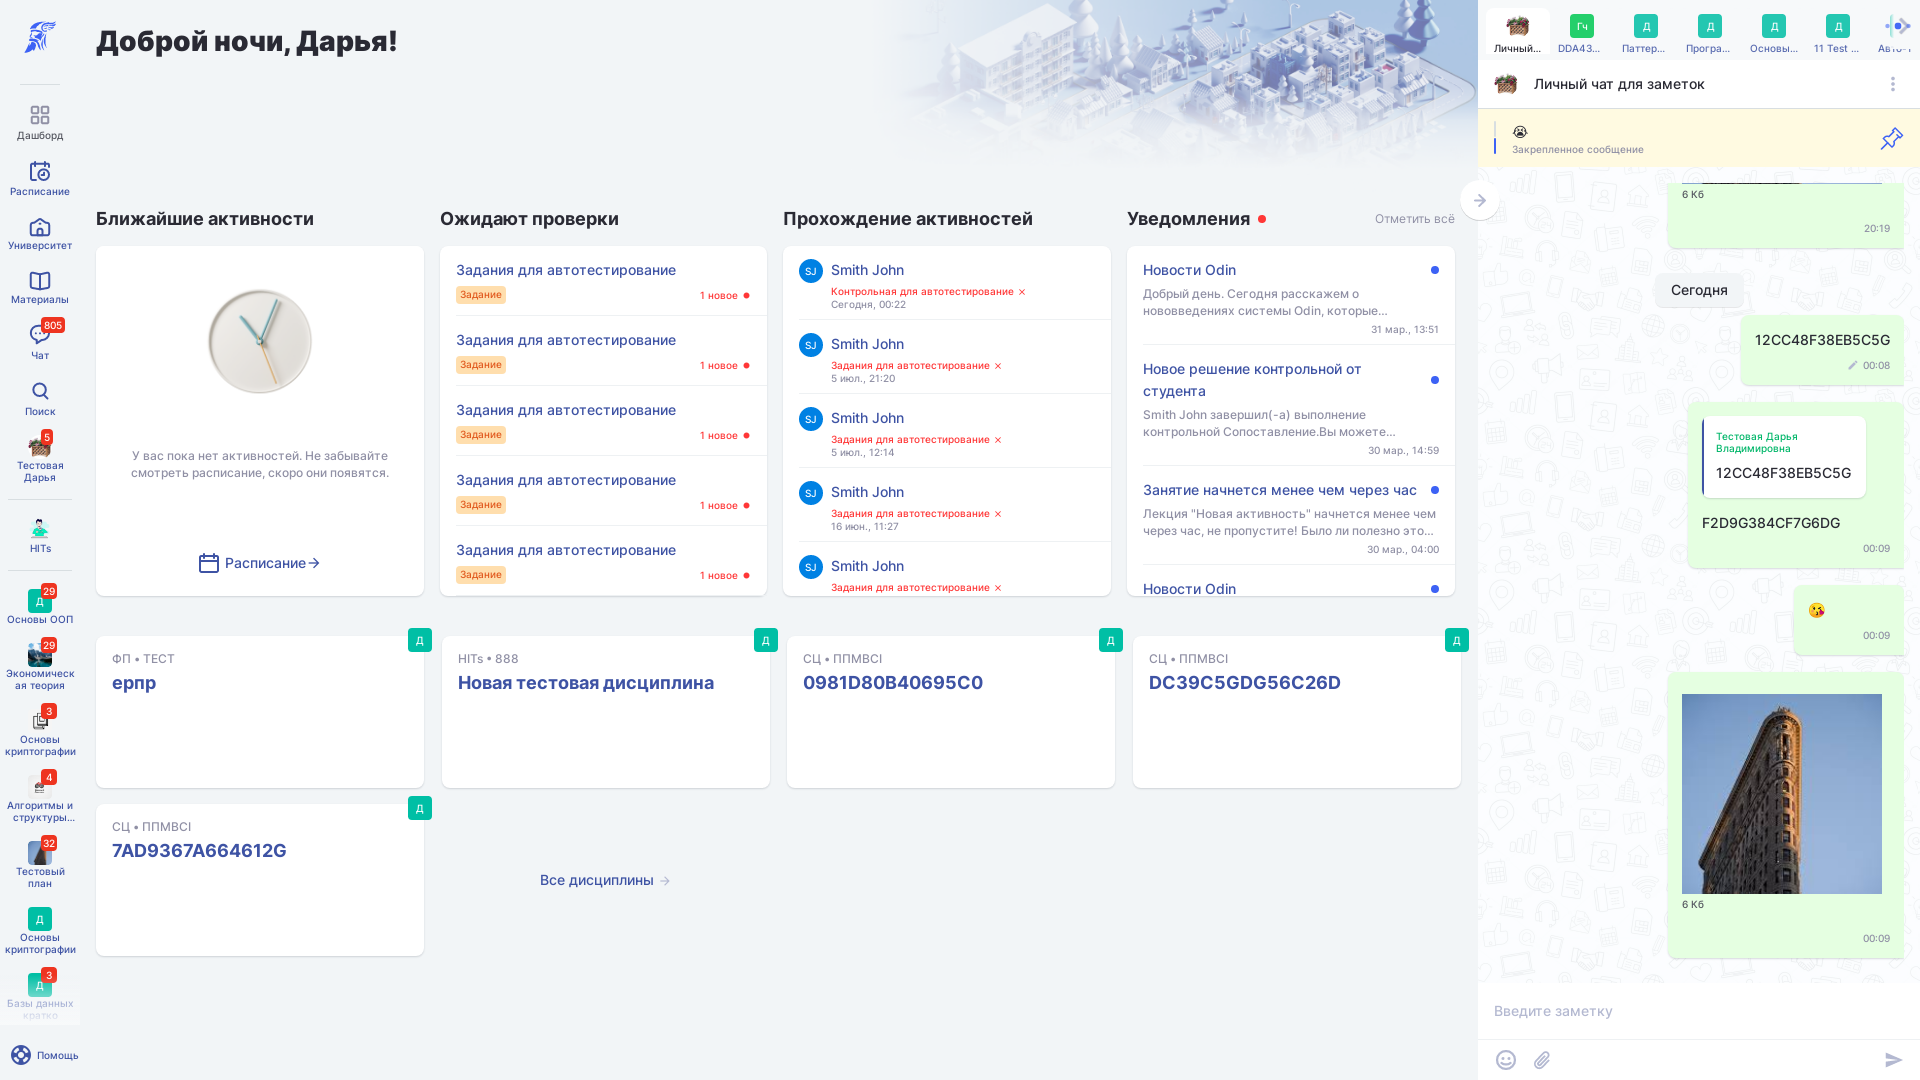 Доброй ночи, Дарья!
Дашборд
Расписание
Университет
Материалы
805
Чат
Поиск
5
Тестовая
Дарья
HITs
29
Д
Основы ООП
29
Экономическ
ая теория
3
Основы
криптографии
4
Алгоритмы и
структуры...
32
Тестовый
план
Д
Основы
криптографии
3
Д
Базы данных
кратко
Помощь
Ближайшие активности
У вас пока нет активностей. Не забывайте
смотреть расписание, скоро они появятся.
Расписание
Ожидают проверки
Задания для автотестирование
Задание
1 новое
Задания для автотестирование
Задание
1 новое
Задания для автотестирование
Задание
1 новое
Задания для автотестирование
Задание
1 новое
Задания для автотестирование
Задание
1 новое
Прохождение активностей
SJ
Smith John
Контрольная для автотестирование
Сегодня, 00:22
SJ
Smith John
Задания для автотестирование
5 июл., 21:20
SJ
Smith John
Задания для автотестирование
5 июл., 12:14
SJ
Smith John
Задания для автотестирование
16 июн., 11:27
SJ
Smith John
Задания для автотестирование
Уведомления
Отметить всё
Новости Odin
Добрый день. Сегодня расскажем о
нововведениях системы Odin, которые...
31 мар., 13:51
Новое решение контрольной от
студента
Smith John завершил(-а) выполнение
контрольной Сопоставление.Вы можете...
30 мар., 14:59
Занятие начнется менее чем через час
Лекция "Новая активность" начнется менее чем
через час, не пропустите! Было ли полезно это...
30 мар., 04:00
Новости Odin
Д
ФП • ТЕСТ
ерпр
Д
HITs • 888
Новая тестовая дисциплина
Д
СЦ • ППМВСІ
0981D80B40695C0
Д
СЦ • ППМВСІ
DC39C5GDG56C26D
Д
СЦ • ППМВСІ
7AD9367A664612G
Все дисциплины
Личный...
Гч
DDA43...
Д
Паттер...
Д
Програ...
Д
Основы...
Д
11 Test ...
Личный чат для заметок
Закрепленное сообщение
6 Кб
20:19
Сегодня
12CC48F38EB5C5G
00:08
Тестовая Дарья
Владимировна
12CC48F38EB5C5G
F2D9G384CF7G6DG
00:09
00:09
6 Кб
00:09
Введите заметку